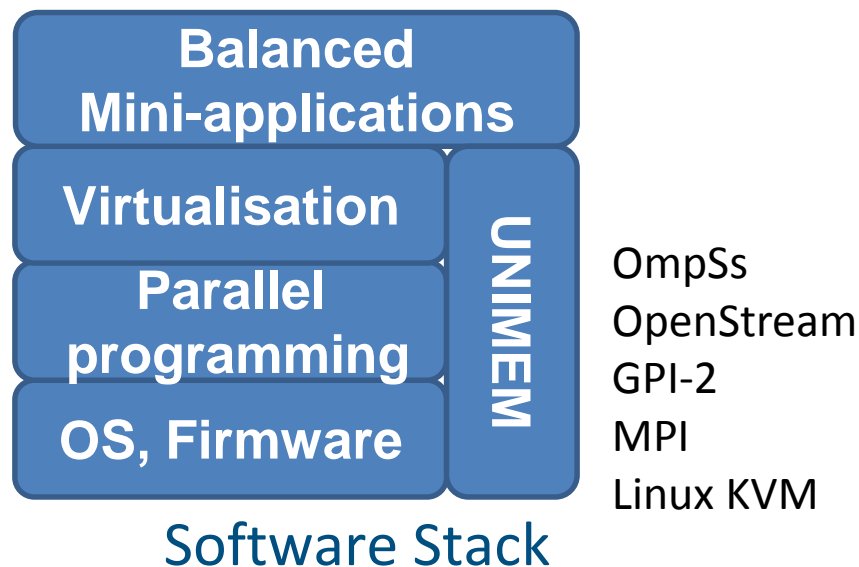 Balanced
Mini-applications
Virtualisation
Parallel
programming
OS, Firmware
UNIMEM
OmpSs
OpenStream
GPI-2
MPI
Linux KVM
Software Stack